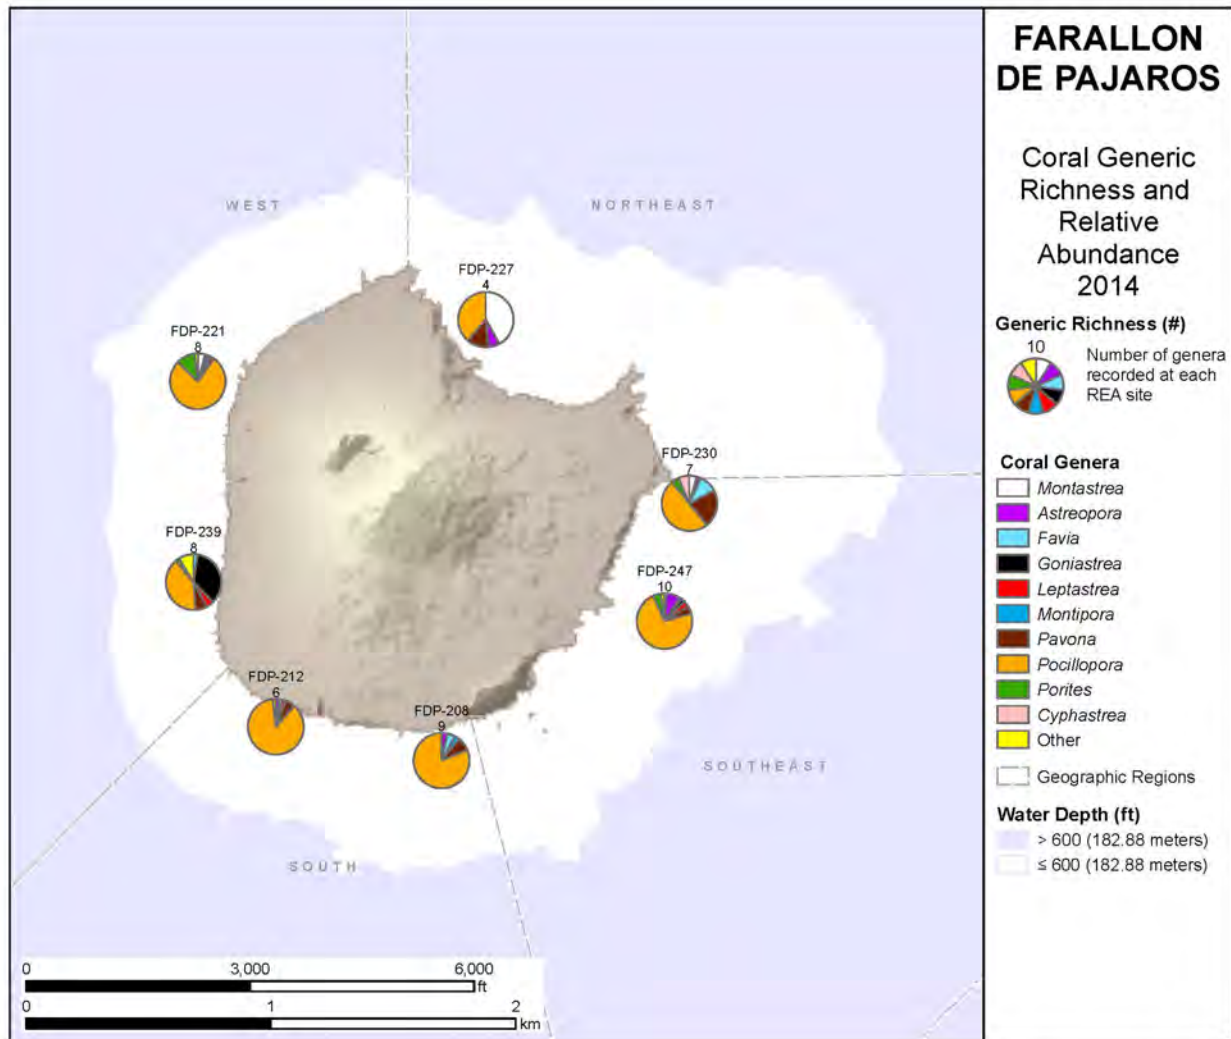 FARALLON
DE PAJAROS
Coral Generic
Richness and
Relative
Abundance
2014
Generic Richness (#)
10
Number of genera
recorded at each
REA site
Coral Genera
Montastrea
Astreopora
Favia
Goniastrea
Leptastrea
Montipora
Pavona
Pocillopora
Porites
Cyphastrea
Other
Geographic Regions
Water Depth (ft)
> 600 (182.88 meters)
≤ 600 (182.88 meters)
WEST
NORTHEAST
FDP-227
4
FDP-221
8
FDP-230
7
FDP-239
8
FDP-247
10
FDP-212
6
FDP-208
9
SOUTHEAST
SOUTH
0 3,000 6,000
ft
0 1 2
km